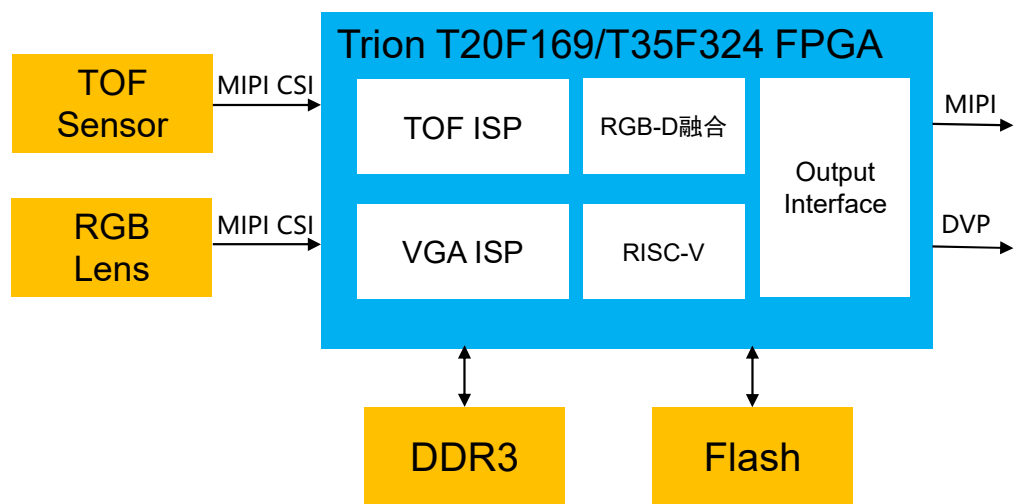 Trion T20F169/T35F324 FPGA
TOF
Sensor
MIPI CSI
TOF ISP
RGB-D融合
MIPI
Output
Interface
RGB
Lens
MIPI CSI
VGA ISP
RISC-V
DVP
DDR3
Flash